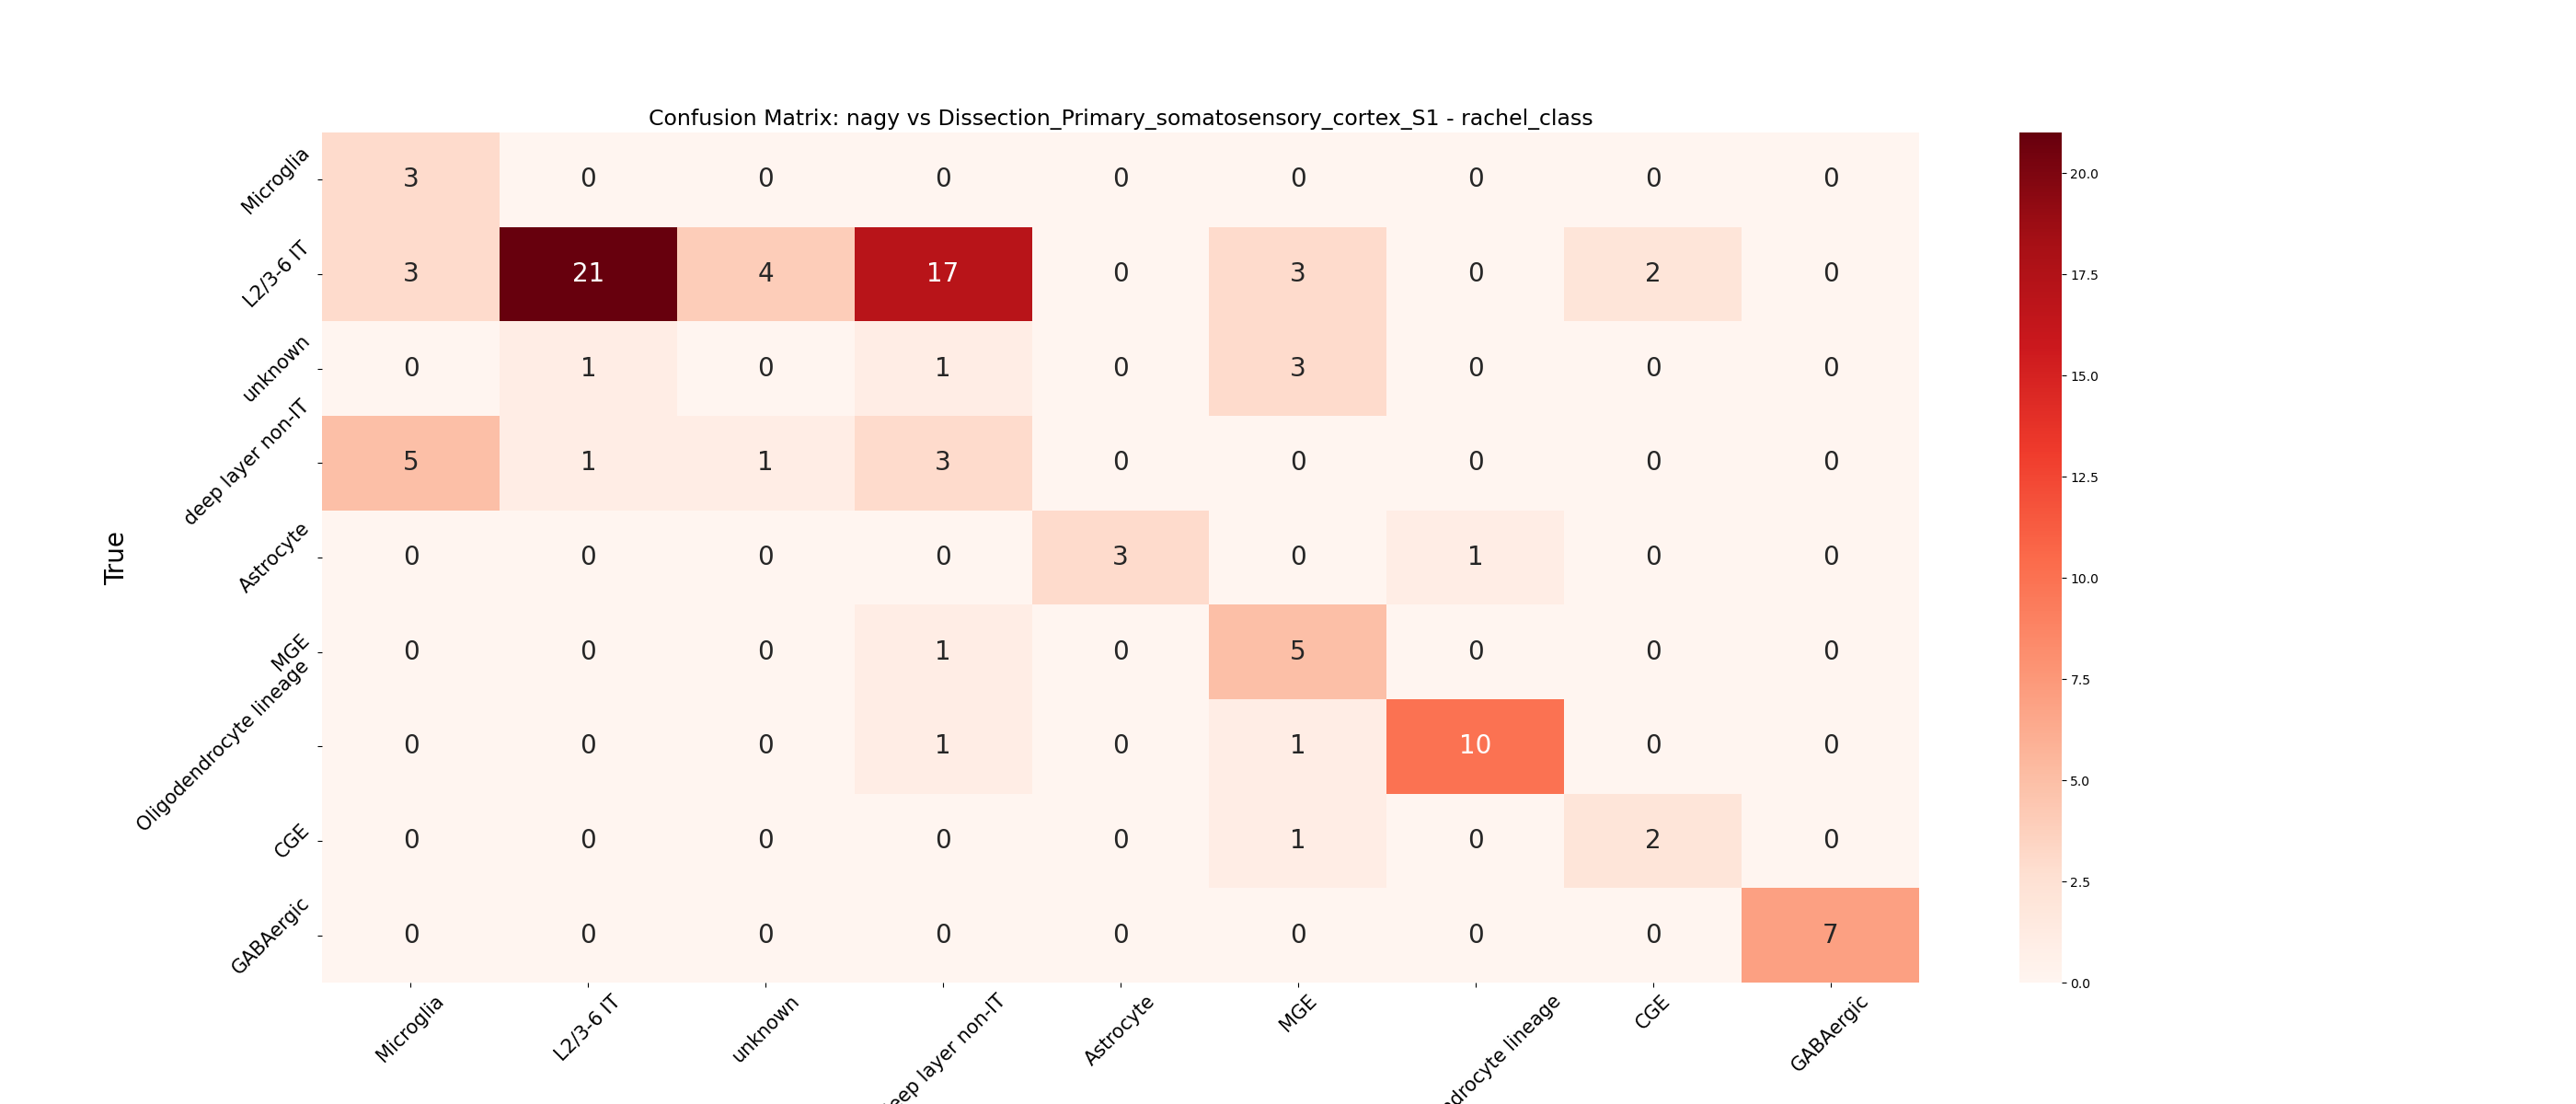 Confusion Matrix: nagy vs Dissection_Primary_somatosensory_cortex_S1 - rachel_class
Microglia 3 0 0 0 0 0 0 0 0
L2/3-6 IT 3 21 4 17 0 3 0 2 0
unknown 0 1 0 1 0 3 0 0 0
deep layer non-IT 5 1 1 3 0 0 0 0 0
Astrocyte 0 0 0 0 3 0 1 0 0
MGE 0 0 0 1 0 5 0 0 0
Oligodendrocyte lineage 0 0 0 1 0 1 10 0 0
CGE 0 0 0 0 0 1 0 2 0
GABAergic 0 0 0 0 0 0 0 0 7
True
Microglia L2/3-6 IT unknown eep layer non-IT Astrocyte MGE ndrocyte lineage CGE GABAergic
20.0
17.5
15.0
12.5
10.0
7.5
5.0
2.5
0.0